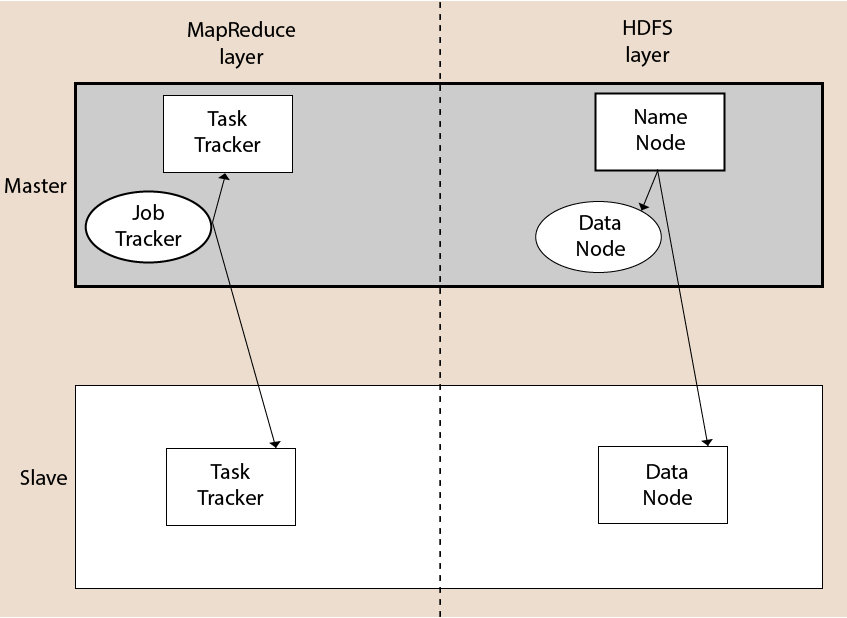 MapReduce
layer
HDFS
layer
Master
Task
Tracker
Job
Tracker
Name
Node
Data
Node
Slave
Task
Tracker
Data
Node